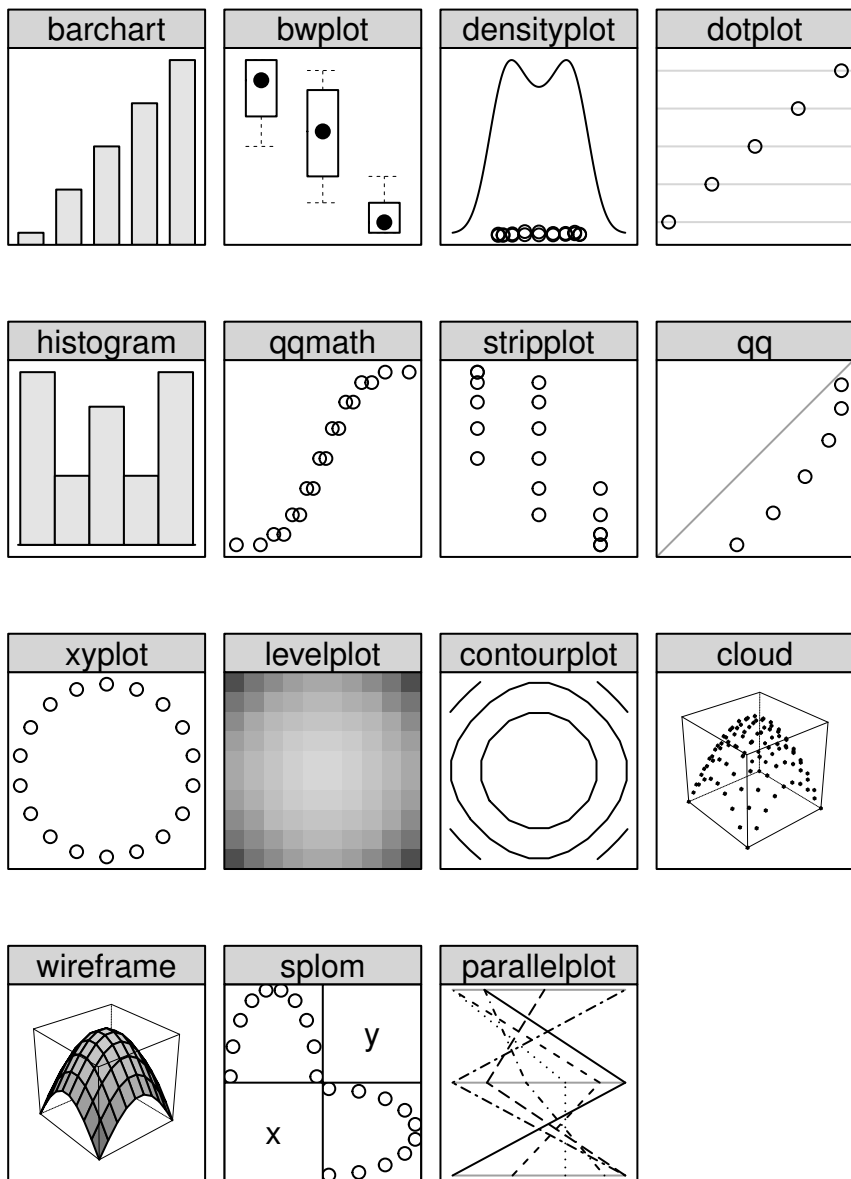 barchart
bwplot
densityplot
dotplot
histogram
qqmath
stripplot
qq
xyplot
levelplot
contourplot
cloud
wireframe
splom
parallelplot
y
x